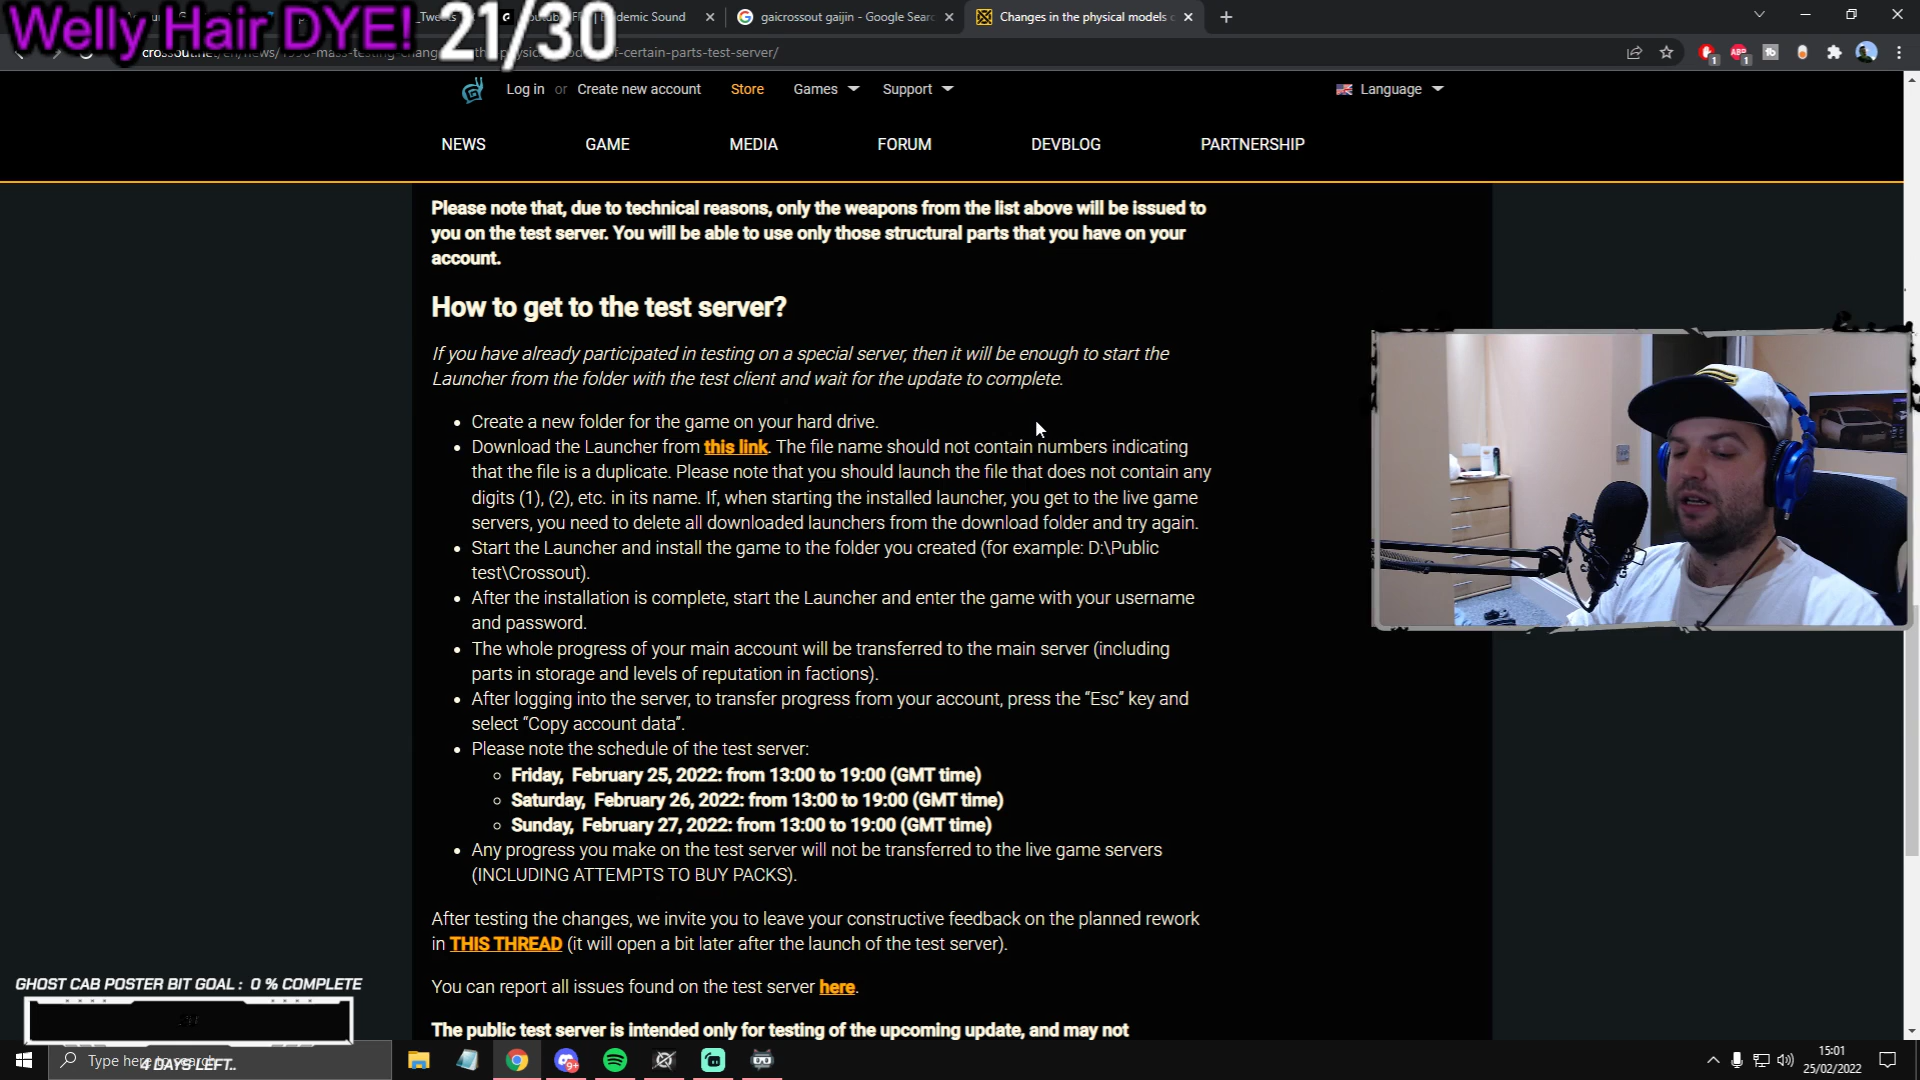 Welly Hair DYE! 21/30
Tweets
demic Sound
gaicrossout gaijin - Google Sear
Changes in the physical models
of-certain-parts-test-server/
Log in or Create new account Store Games Support Language
NEWS GAME MEDIA FORUM DEVBLOG PARTNERSHIP
Please note that, due to technical reasons, only the weapons from the list above will be issued to
you on the test server. You will be able to use only those structural parts that you have on your
account.
How to get to the test server?
If you have already participated in testing on a special server, then it will be enough to start the
Launcher from the folder with the test client and wait for the update to complete.
• Create a new folder for the game on your hard drive.
• Download the Launcher from this link. The file name should not contain numbers indicating
that the file is a duplicate. Please note that you should launch the file that does not contain any
digits (1), (2), etc. in its name. If, when starting the installed launcher, you get to the live game
servers, you need to delete all downloaded launchers from the download folder and try again.
• Start the Launcher and install the game to the folder you created (for example: D:\Public
test\Crossout).
• After the installation is complete, start the Launcher and enter the game with your username
and password.
• The whole progress of your main account will be transferred to the main server (including
parts in storage and levels of reputation in factions).
• After logging into the server, to transfer progress from your account, press the “Esc” key and
select “Copy account data”.
• Please note the schedule of the test server:
Friday, February 25, 2022: from 13:00 to 19:00 (GMT time)
Saturday, February 26, 2022: from 13:00 to 19:00 (GMT time)
Sunday, February 27, 2022: from 13:00 to 19:00 (GMT time)
• Any progress you make on the test server will not be transferred to the live game servers
(INCLUDING ATTEMPTS TO BUY PACKS).
After testing the changes, we invite you to leave your constructive feedback on the planned rework
in THIS THREAD (it will open a bit later after the launch of the test server).
You can report all issues found on the test server here.
The public test server is intended only for testing of the upcoming update, and may not
GHOST CAB POSTER BIT GOAL : 0 % COMPLETE
4 DAYS LEFT..
Type here to search
15:01
25/02/2022